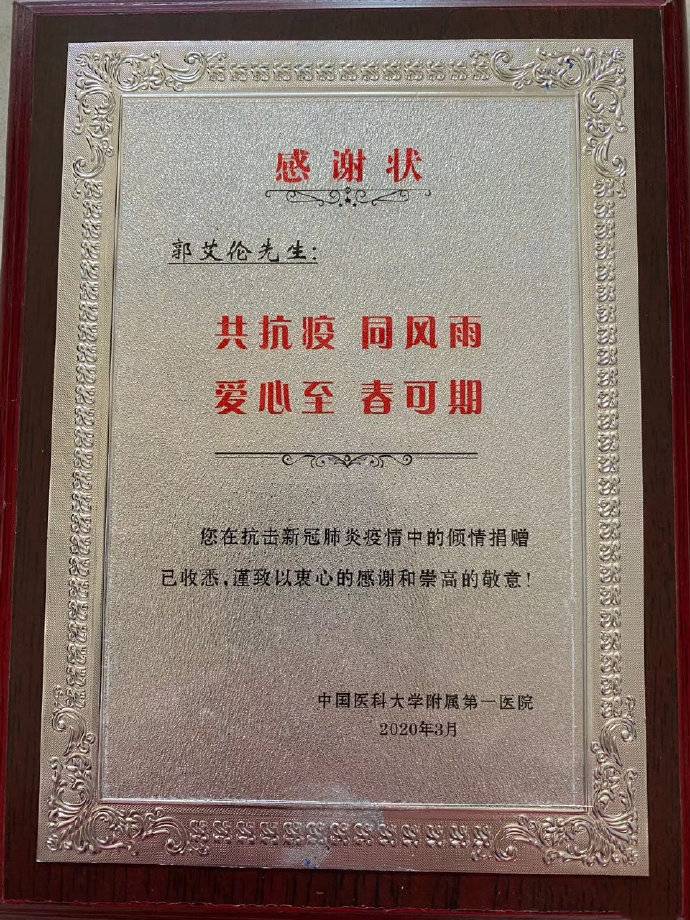 感谢状
郭艾伦先生:
共抗疫 同风雨
爱心至 春可期
您在抗击新冠肺炎疫情中的倾情捐赠
已收悉,谨致以衷心的感谢和崇高的敬意!
中国医科大学附属第一医院
2020年3月